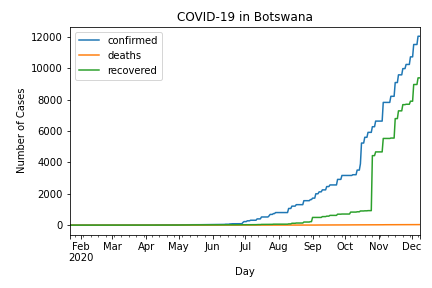 COVID-19 in Botswana
confirmed
deaths
recovered
Number of Cases
12000
10000
8000
6000
4000
2000
0
Feb Mar Apr May Jun Jul Aug Sep Oct Nov Dec
2020
Day